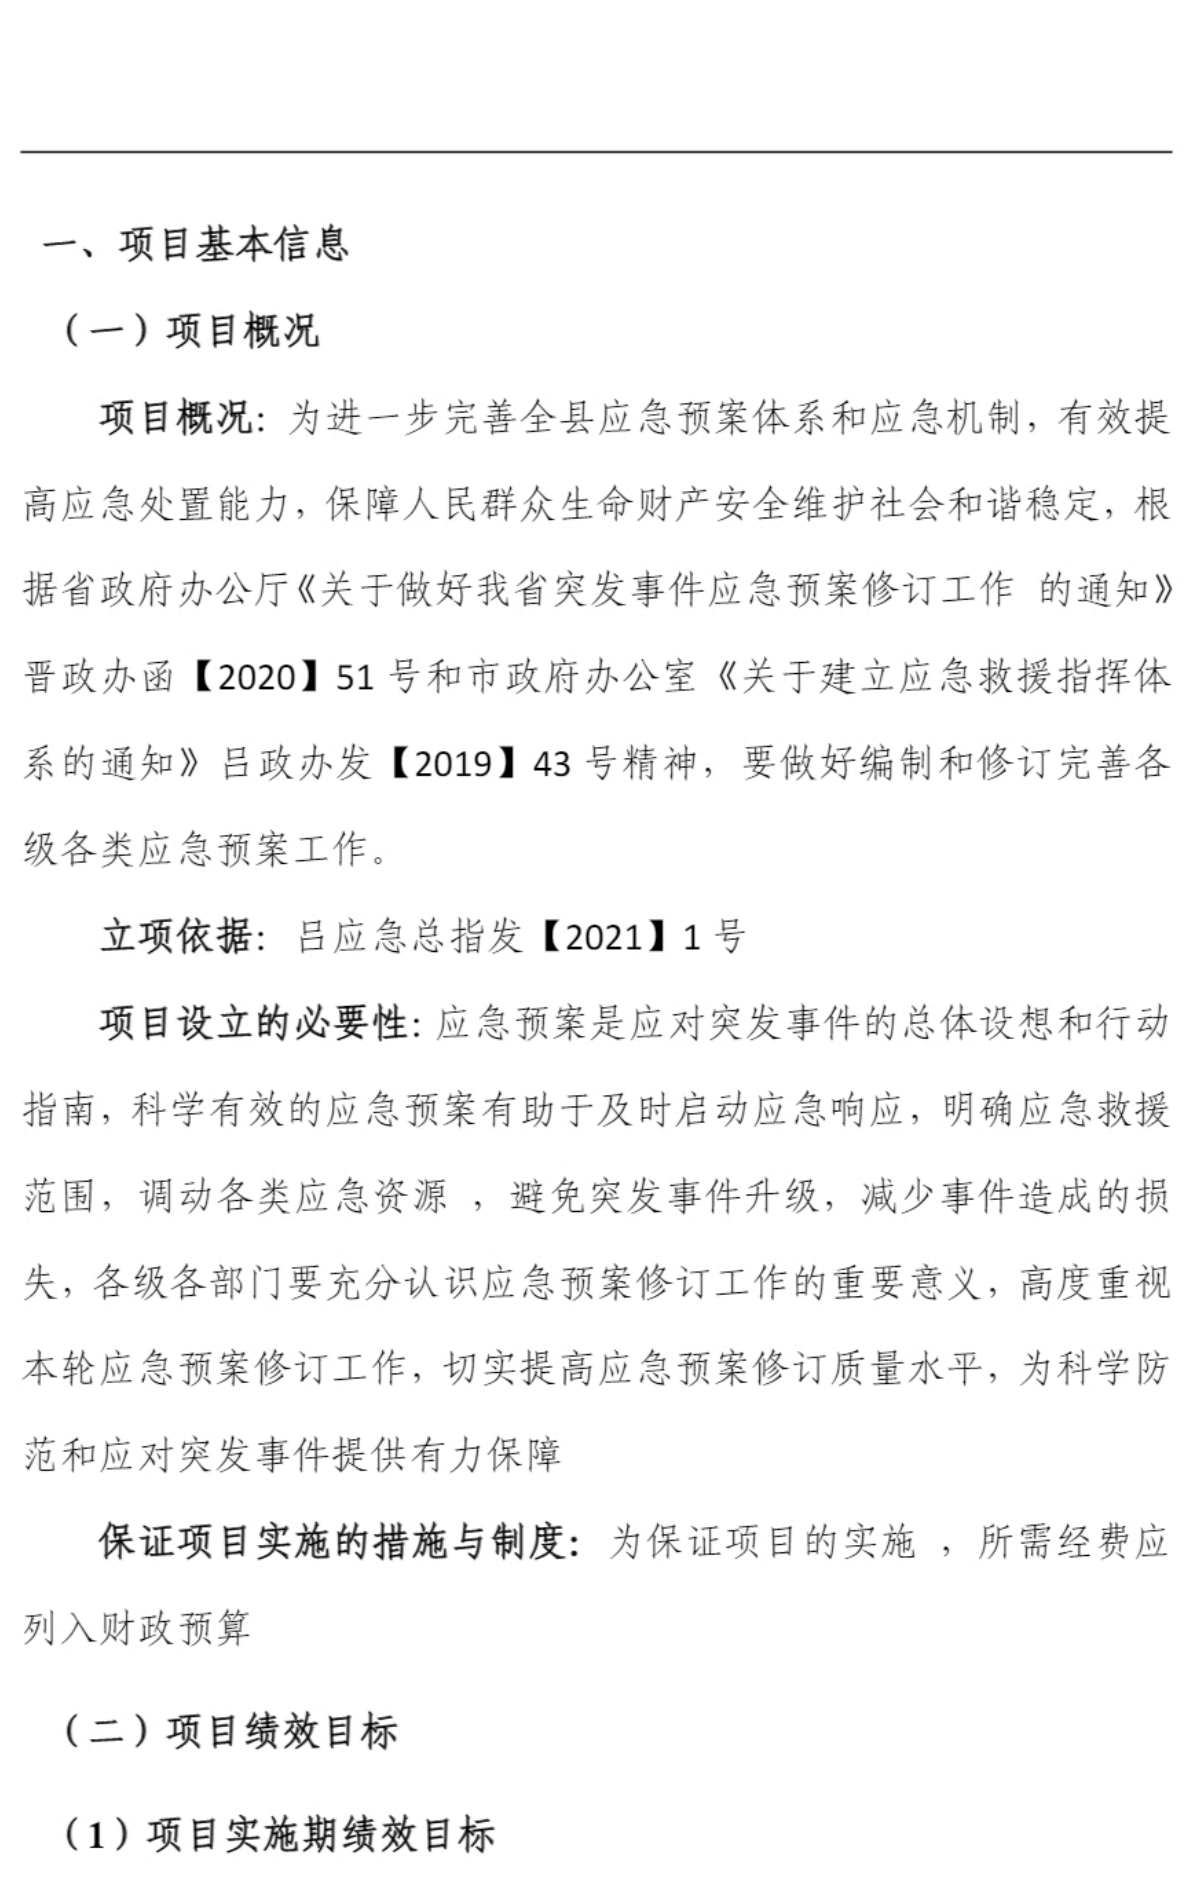 一、项目基本信息
（一）项目概况
项目概况：为进一步完善全县应急预案体系和应急机制，有效提
高应急处置能力，保障人民群众生命财产安全维护社会和谐稳定，根
据省政府办公厅《关于做好我省突发事件应急预案修订工作 的通知》
晋政办函【2020】51 号和市政府办公室《关于建立应急救援指挥体
系的通知》吕政办发【2019】43 号精神，要做好编制和修订完善各
级各类应急预案工作。
立项依据：吕应急总指发【2021】1 号
项目设立的必要性：应急预案是应对突发事件的总体设想和行动
指南，科学有效的应急预案有助于及时启动应急响应，明确应急救援
范围，调动各类应急资源 ，避免突发事件升级，减少事件造成的损
失，各级各部门要充分认识应急预案修订工作的重要意义，高度重视
本轮应急预案修订工作，切实提高应急预案修订质量水平，为科学防
范和应对突发事件提供有力保障
保证项目实施的措施与制度：为保证项目的实施 ，所需经费应
列入财政预算
（二）项目绩效目标
（1）项目实施期绩效目标